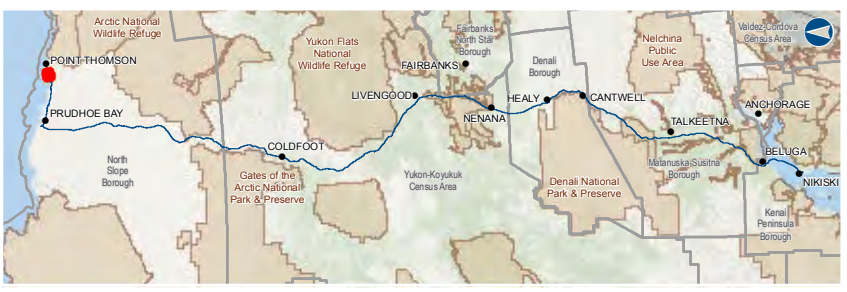 Arctic National
Wildlife Refuge
POINT THOMSON
PRUDHOE BAY
North
Slope
Borough
COLDFOOT
Gates of the
Arctic National
Park & Preserve
Yukon Flats
National
Wildlife Refuge
LIVENGOOD
Fairbanks
North Star
Borough
FAIRBANKS
NENANA
Yukon-Koyukuk
Census Area
Denali
Borough
HEALY
CANTWELL
Denali National
Park & Preserve
Nelchina
Public
Use Area
TALKEETNA
Matanuska-Susitna
Borough
Valdez-Cordova
Census Area
ANCHORAGE
BELUGA
NIKISKI
Kenai
Peninsula
Borough